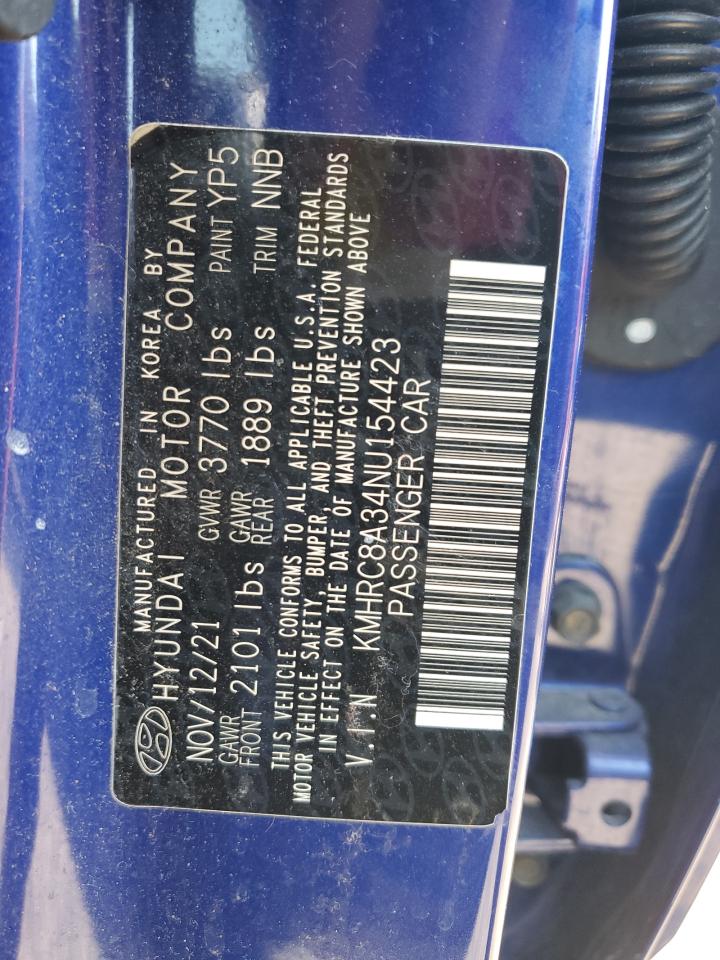 MANUFACTURED IN KOREA BY
HYUNDAI MOTOR COMPANY
NOV/12/21 GVWR 3770 lbs PAINT YP5
GAWR FRONT 2101 lbs GAWR REAR 1889 lbs TRIM NNB
THIS VEHICLE CONFORMS TO ALL APPLICABLE U.S.A. FEDERAL
MOTOR VEHICLE SAFETY, BUMPER, AND THEFT PREVENTION STANDARDS
IN EFFECT ON THE DATE OF MANUFACTURE SHOWN ABOVE
V.I.N KMHRC8A34NU154423
PASSENGER CAR